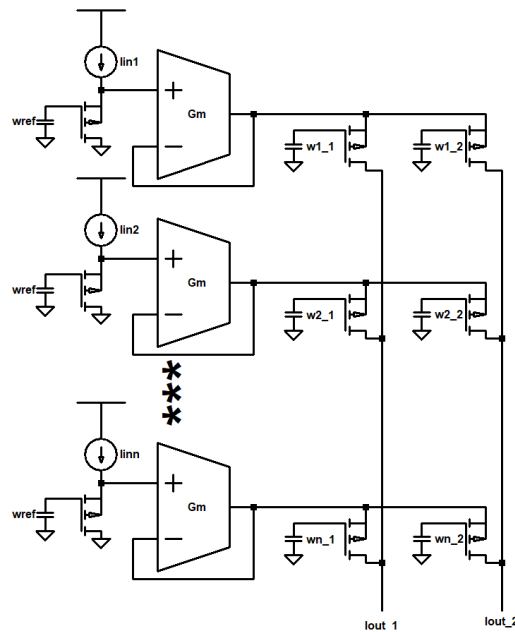 Iin1
+
Gm
wref
−
w1_1
w1_2
Iin2
+
Gm
wref
−
w2_1
w2_2
***
Iinn
+
Gm
wref
−
wn_1
wn_2
Iout_1
Iout_2